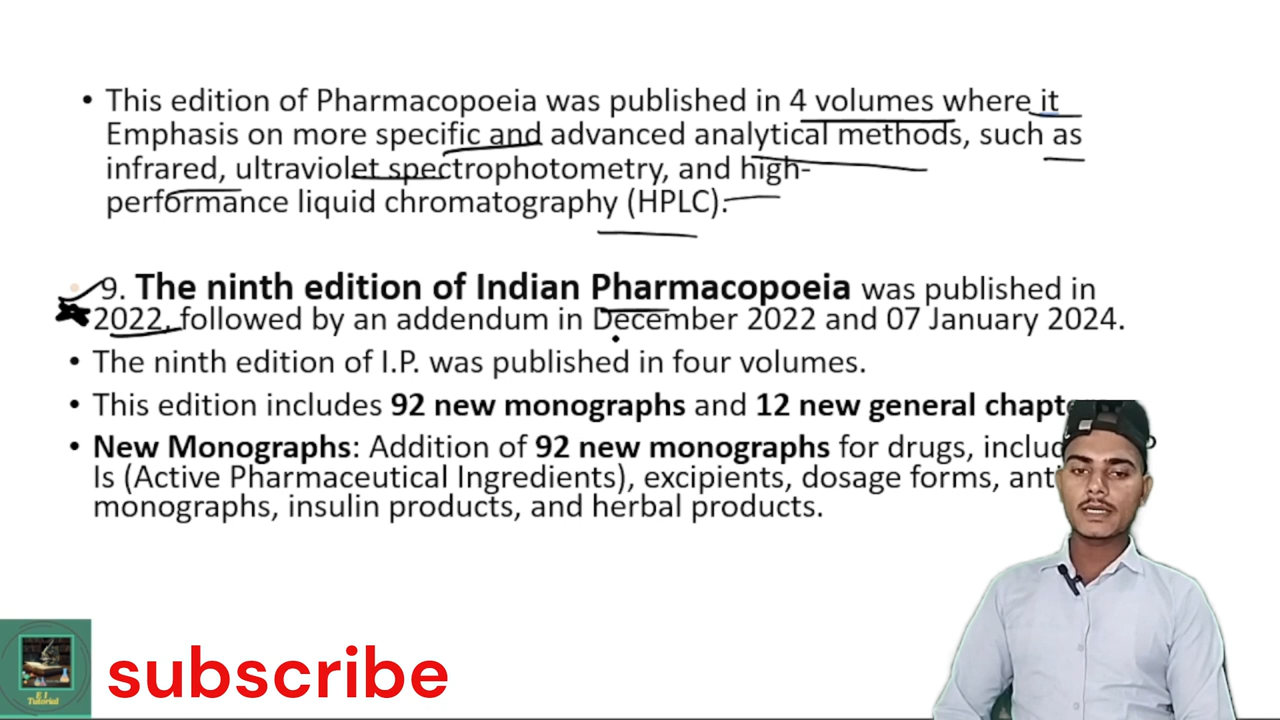 • This edition of Pharmacopoeia was published in 4 volumes where it
Emphasis on more specific and advanced analytical methods, such as
infrared, ultraviolet spectrophotometry, and high-
performance liquid chromatography (HPLC).
• 9. The ninth edition of Indian Pharmacopoeia was published in
2022, followed by an addendum in December 2022 and 07 January 2024.
• The ninth edition of I.P. was published in four volumes.
• This edition includes 92 new monographs and 12 new general
• New Monographs: Addition of 92 new monographs for drugs,
Is (Active Pharmaceutical Ingredients), excipients, dosage forms,
monographs, insulin products, and herbal products.
subscribe
Tutorial